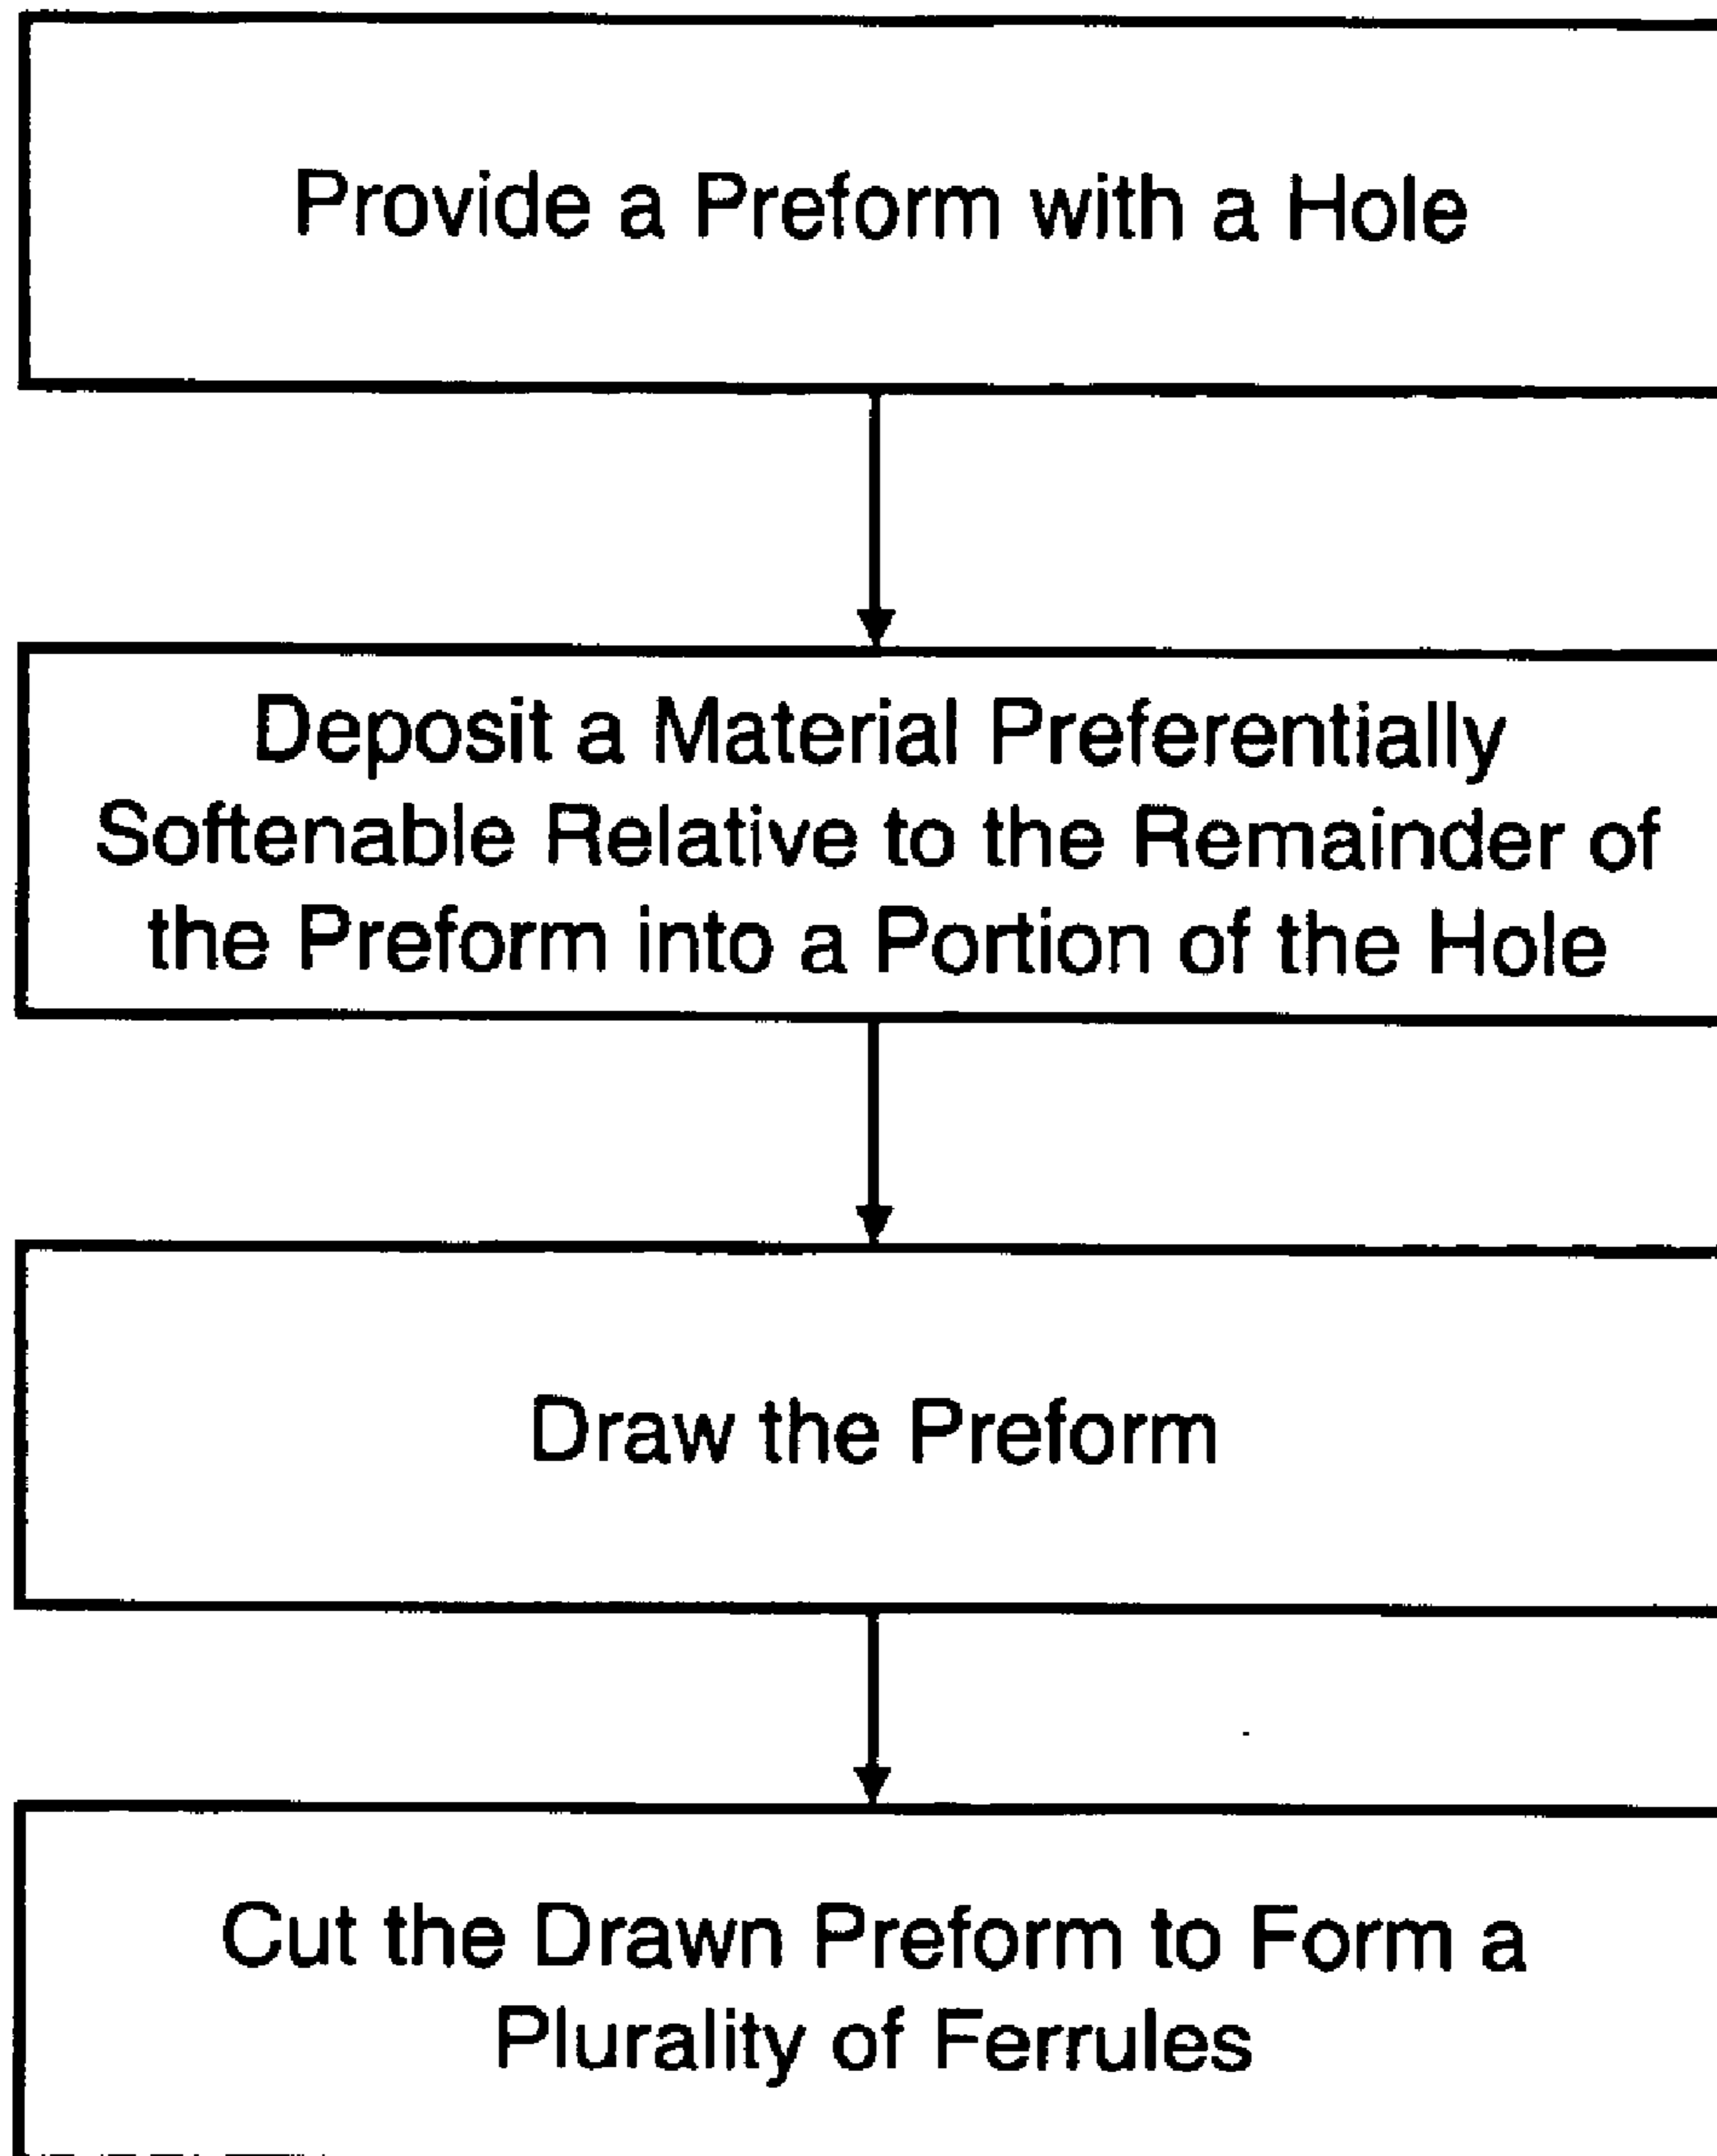 Provide a Preform with a Hole
Deposit a Material Preferentially
Softenable Relative to the Remainder of
the Preform into a Portion of the Hole
Draw the Preform
Cut the Drawn Preform to Form a
Plurality of Ferrules